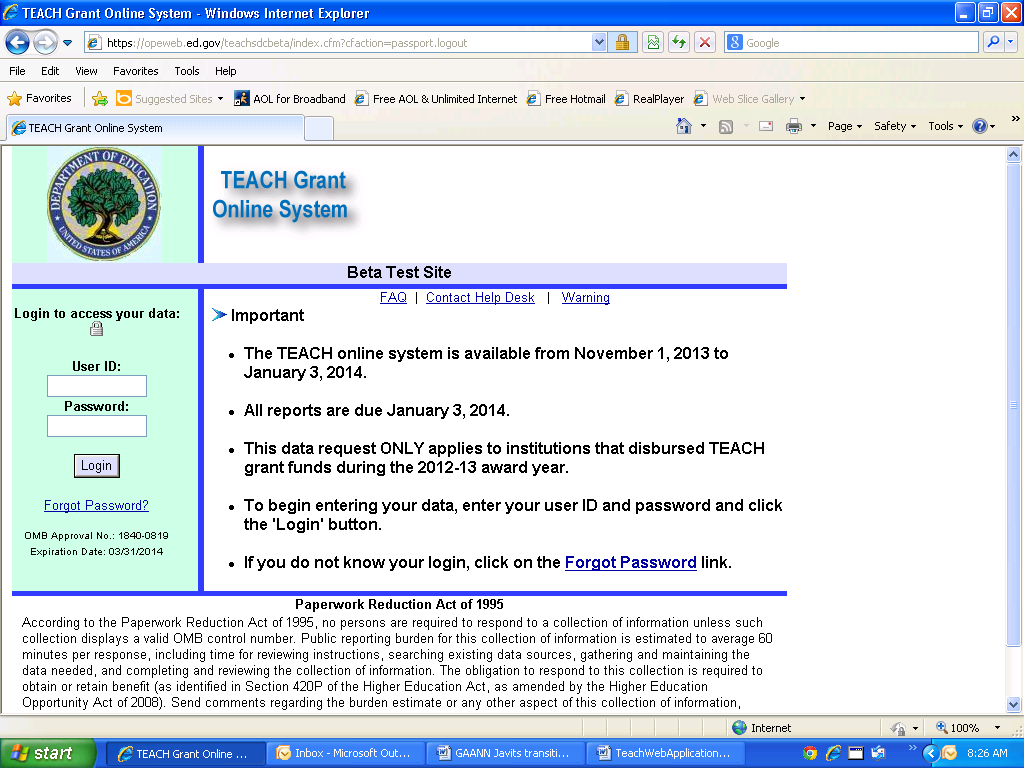 TEACH Grant Online System - Windows Internet Explorer
https://opeweb.ed.gov/teachsdcbeta/index.cfm?cfaction=passport.logout
Google
File Edit View Favorites Tools Help
Favorites Suggested Sites AOL for Broadband Free AOL & Unlimited Internet Free Hotmail RealPlayer Web Slice Gallery
TEACH Grant Online System
Page Safety Tools
DEPARTMENT OF EDUCATION
UNITED STATES OF AMERICA
TEACH Grant
Online System
Beta Test Site
FAQ | Contact Help Desk | Warning
Login to access your data:
User ID:
Password:
Login
Forgot Password?
OMB Approval No.: 1840-0819
Expiration Date: 03/31/2014
Important
• The TEACH online system is available from November 1, 2013 to
January 3, 2014.
• All reports are due January 3, 2014.
• This data request ONLY applies to institutions that disbursed TEACH
grant funds during the 2012-13 award year.
• To begin entering your data, enter your user ID and password and click
the 'Login' button.
• If you do not know your login, click on the Forgot Password link.
Paperwork Reduction Act of 1995
According to the Paperwork Reduction Act of 1995, no persons are required to respond to a collection of information unless such
collection displays a valid OMB control number. Public reporting burden for this collection of information is estimated to average 60
minutes per response, including time for reviewing instructions, searching existing data sources, gathering and maintaining the
data needed, and completing and reviewing the collection of information. The obligation to respond to this collection is required to
obtain or retain benefit (as identified in Section 420P of the Higher Education Act, as amended by the Higher Education
Opportunity Act of 2008). Send comments regarding the burden estimate or any other aspect of this collection of information,
Internet 100%
start TEACH Grant Online ... Inbox - Microsoft Out... GAANN Javits transiti... TeachWebApplication... 8:26 AM